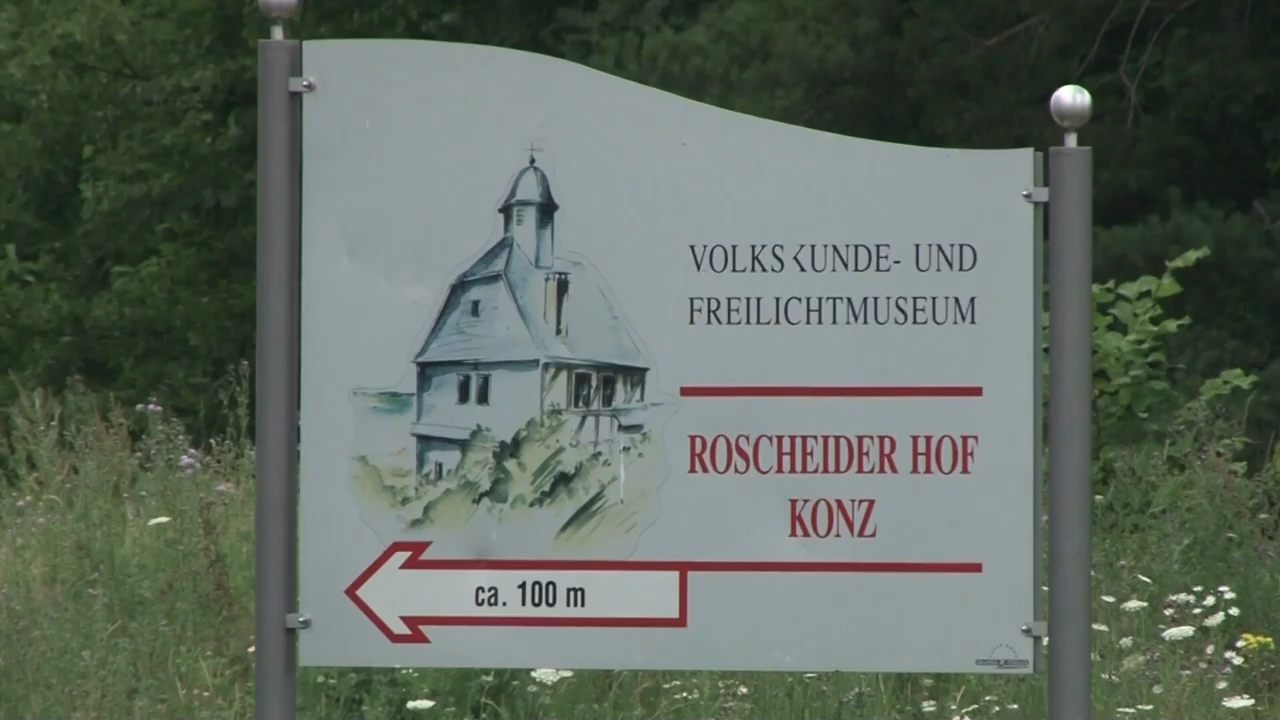 VOLKSKUNDE- UND
FREILICHTMUSEUM
ROSCHEIDER HOF
KONZ
ca. 100 m